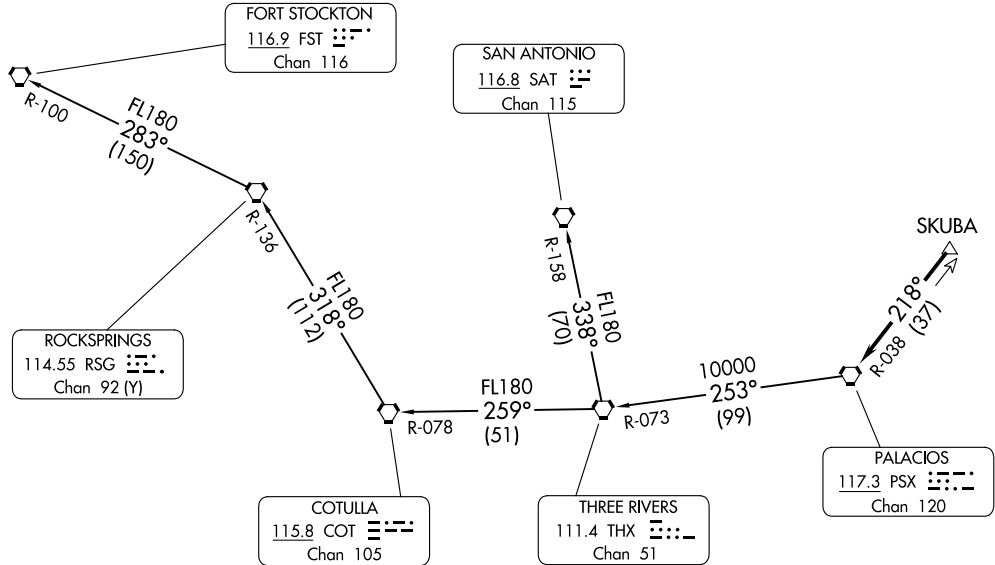 FORT STOCKTON
116.9 FST
Chan 116
SAN ANTONIO
116.8 SAT
Chan 115
R-100
FL180
283°
(150)
R-136
SKUBA
R-158
FL180
318°
(112)
FL180
338°
(70)
218°
(37)
R-038
ROCKSPRINGS
114.55 RSG
Chan 92 (Y)
10000
253°
(99)
FL180
259°
(51)
R-078
R-073
COTULLA
115.8 COT
Chan 105
THREE RIVERS
111.4 THX
Chan 51
PALACIOS
117.3 PSX
Chan 120